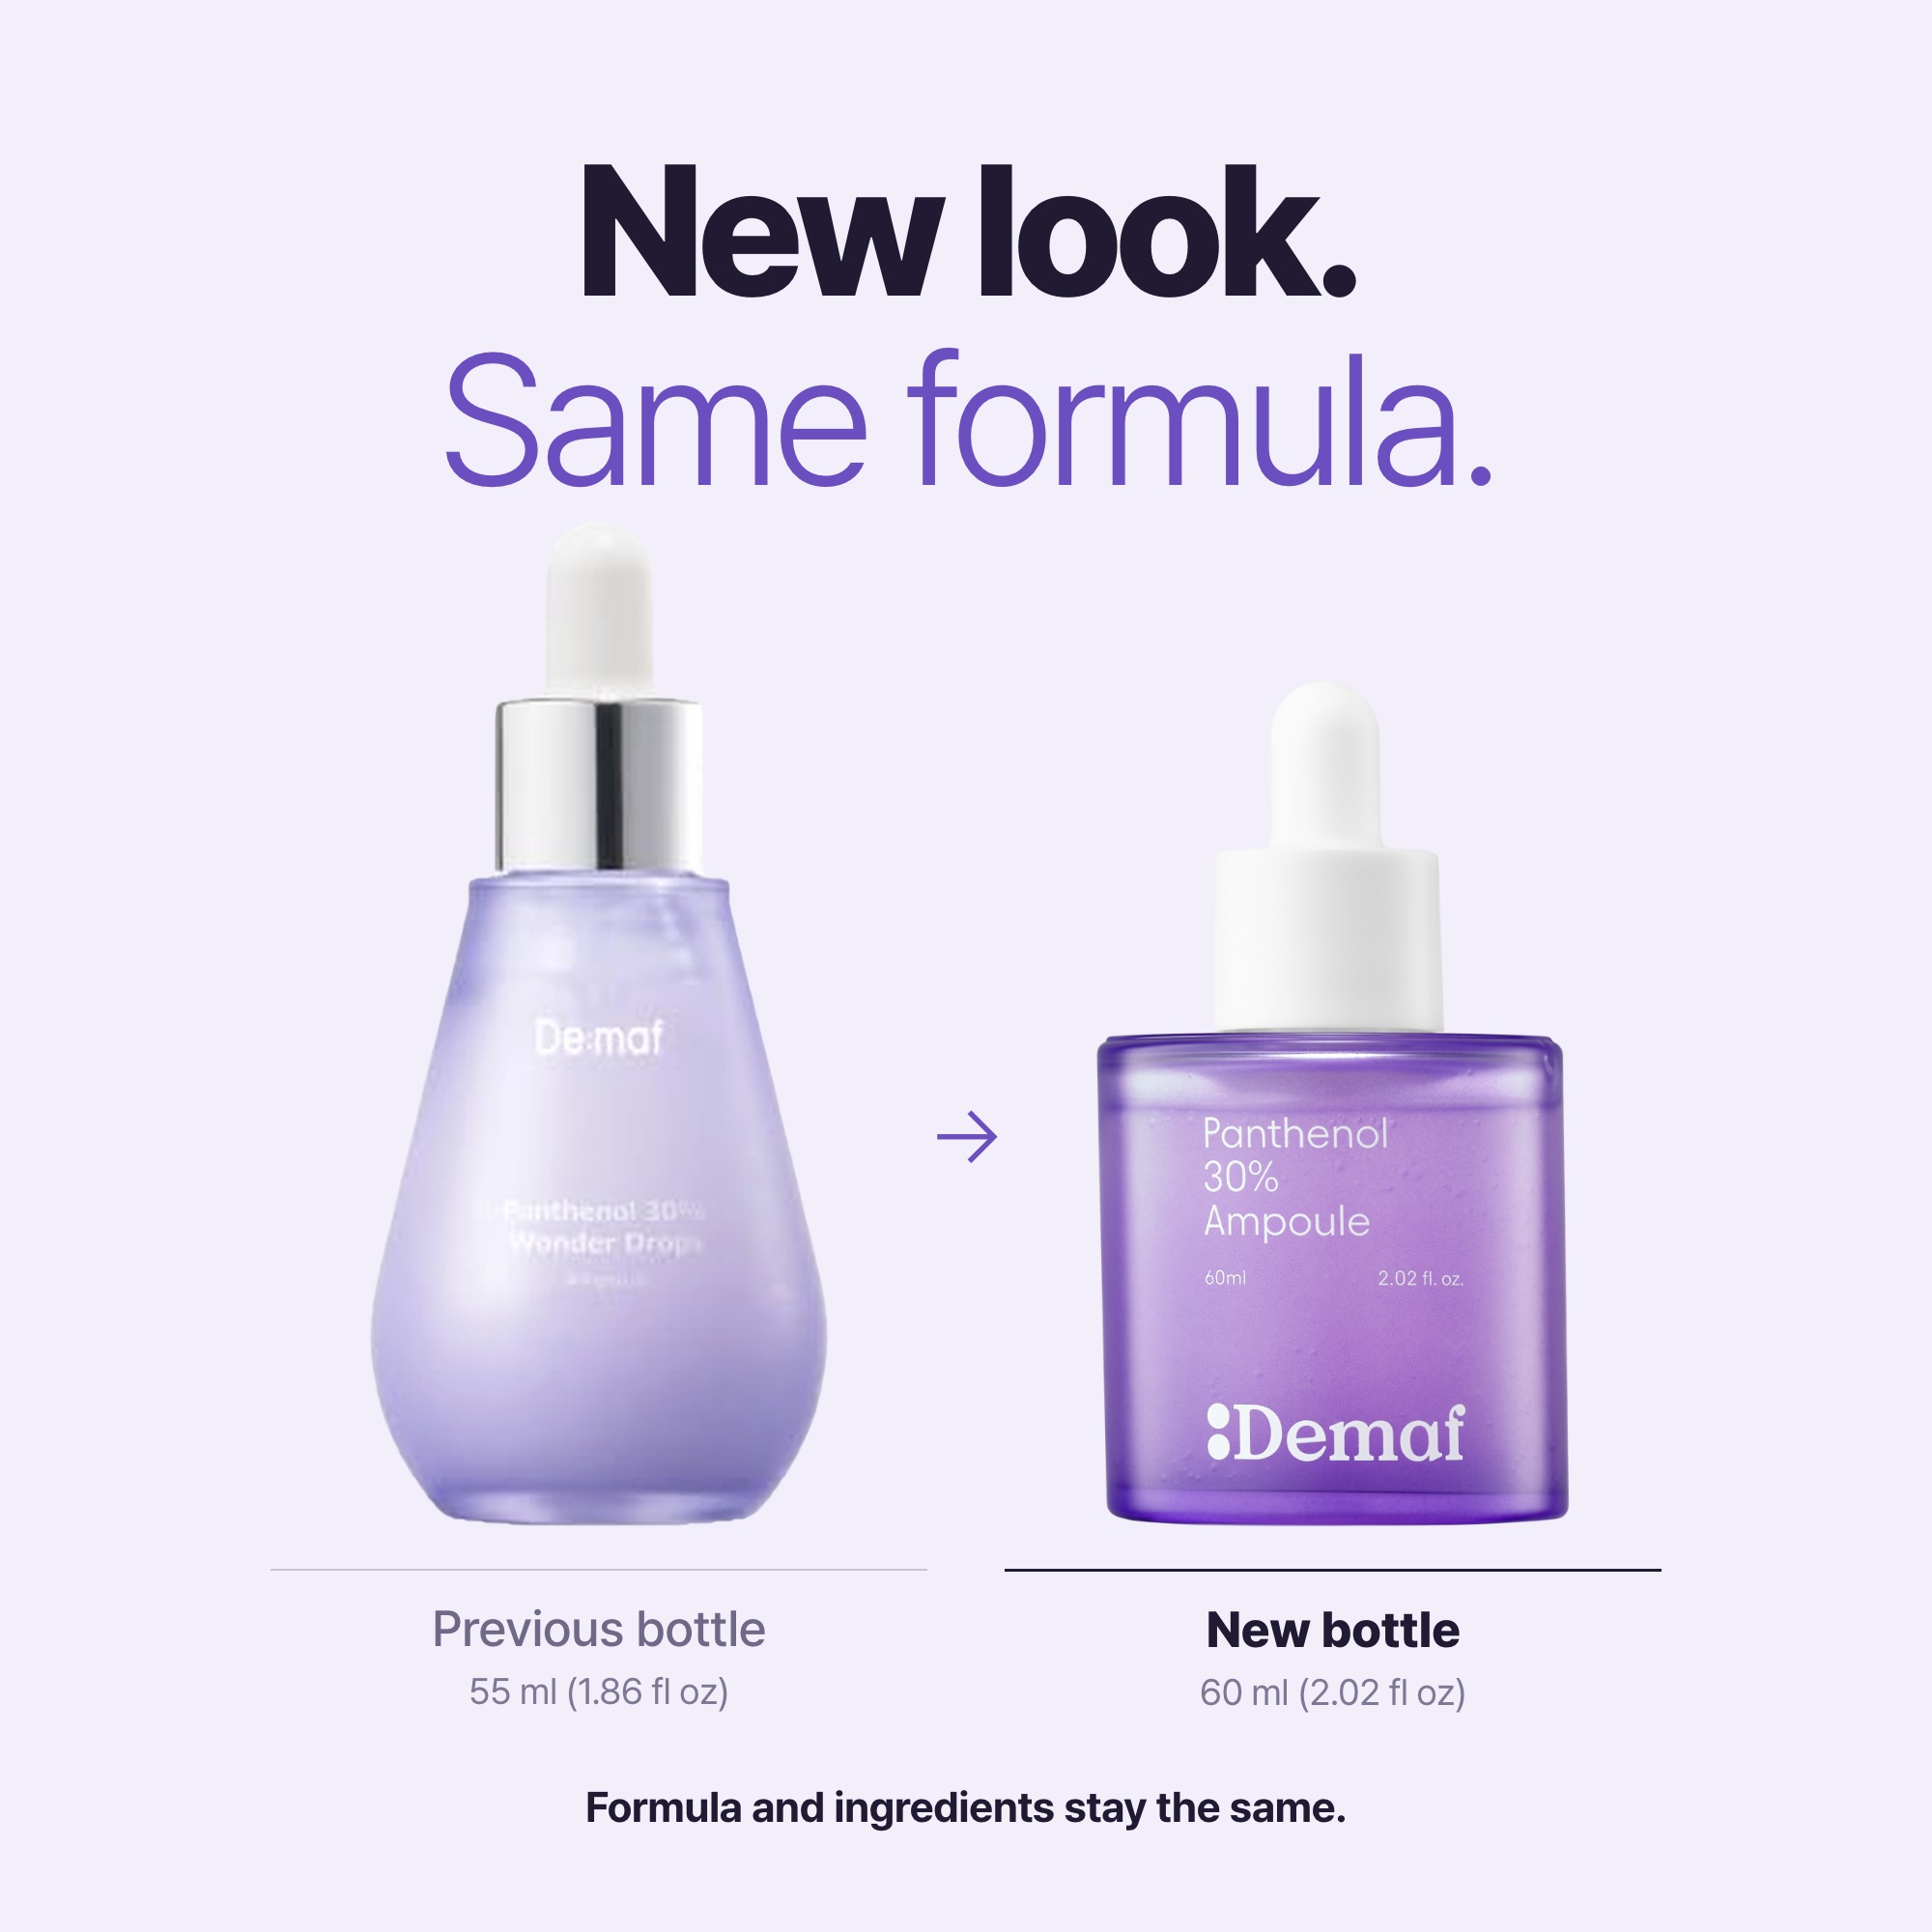 New look.
Same formula.
De:maf
Panthenol 30%
Wonder Drops
Panthenol
30%
Ampoule
60ml 2.02 fl. oz.
:Demaf
Previous bottle
55 ml (1.86 fl oz)
New bottle
60 ml (2.02 fl oz)
Formula and ingredients stay the same.